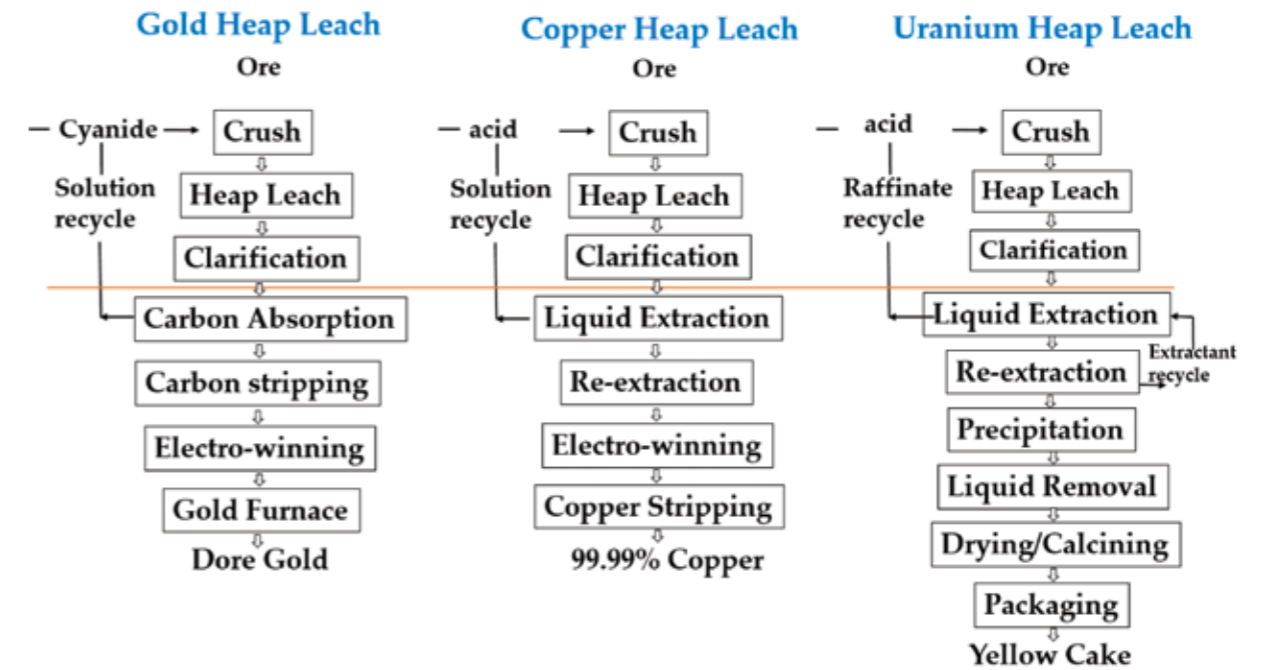 Gold Heap Leach
Ore
Cyanide
Crush
Solution
recycle
Heap Leach
Clarification
Carbon Absorption
Carbon stripping
Electro-winning
Gold Furnace
Dore Gold
Copper Heap Leach
Ore
acid
Crush
Solution
recycle
Heap Leach
Clarification
Liquid Extraction
Re-extraction
Electro-winning
Copper Stripping
99.99% Copper
Uranium Heap Leach
Ore
acid
Crush
Raffinate
recycle
Heap Leach
Clarification
Liquid Extraction
Extractant
recycle
Re-extraction
Precipitation
Liquid Removal
Drying/Calcining
Packaging
Yellow Cake